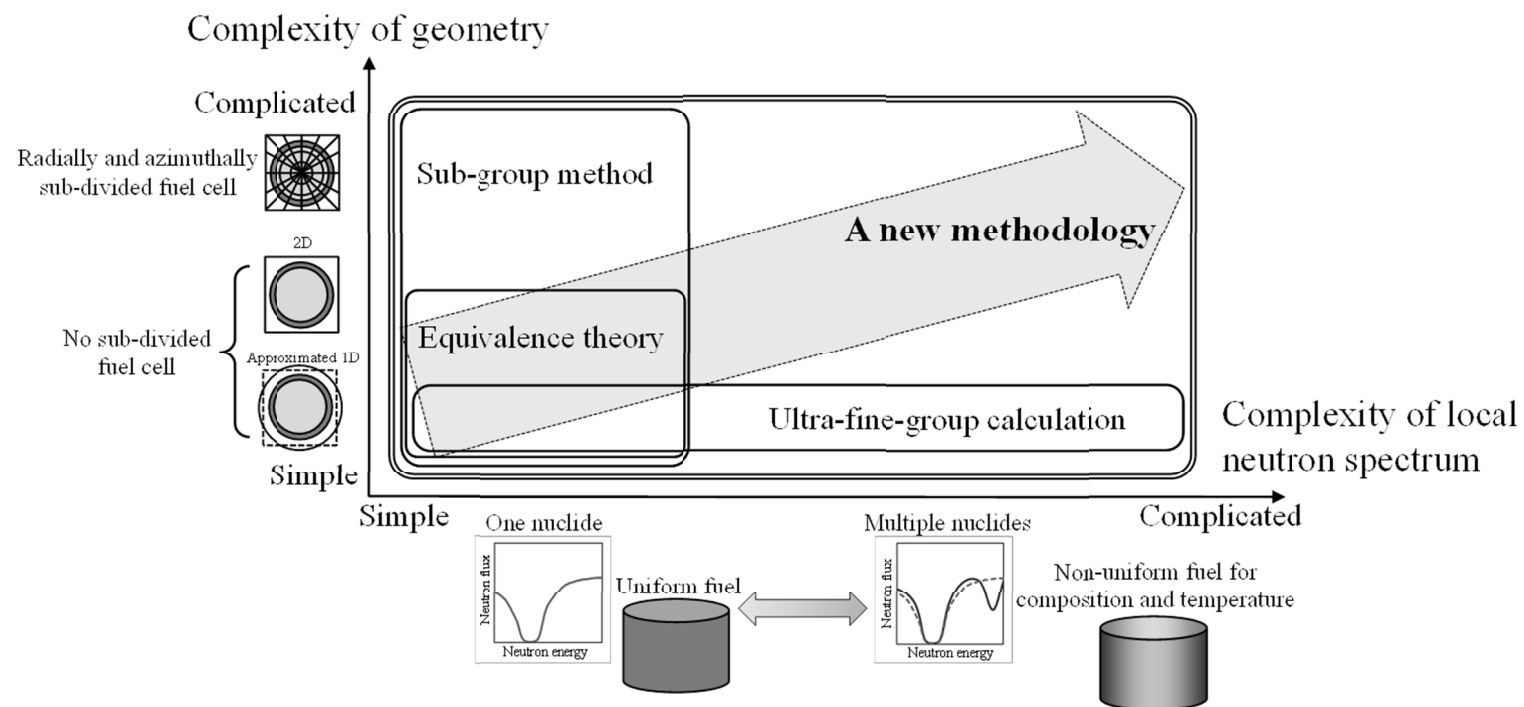 Complexity of geometry
Complicated
Radially and azimuthally
sub-divided fuel cell
2D
No sub-divided
fuel cell
Approximated 1D
Simple
Sub-group method
A new methodology
Equivalence theory
Ultra-fine-group calculation
Complexity of local
neutron spectrum
Simple
Complicated
One nuclide
Neutron flux
Neutron energy
Uniform fuel
Multiple nuclides
Neutron flux
Neutron energy
Non-uniform fuel for
composition and temperature